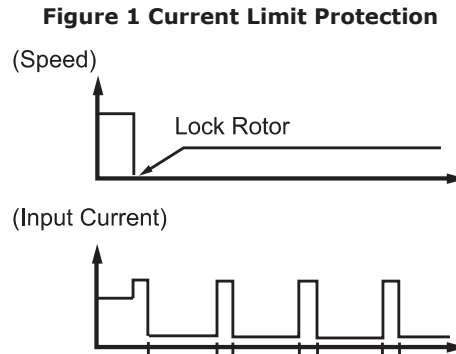 Figure 1 Current Limit Protection
(Speed)
Lock Rotor
(Input Current)